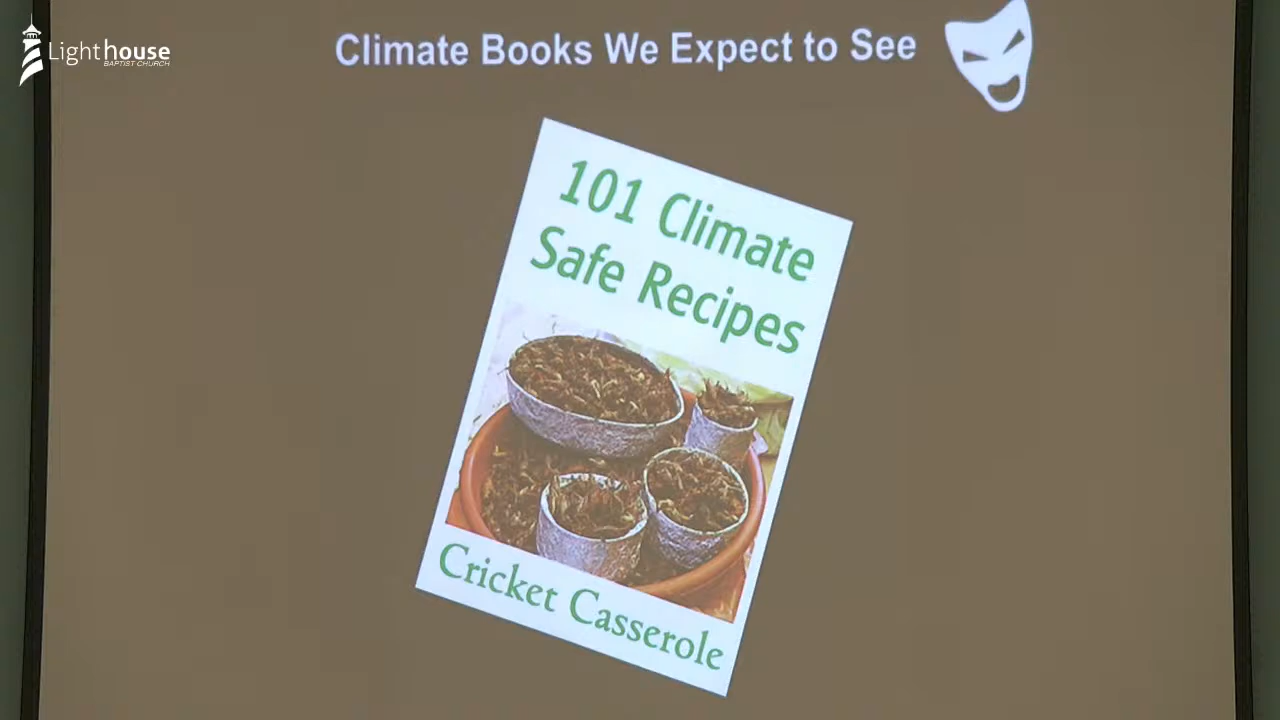 Lighthouse
BAPTIST CHURCH
Climate Books We Expect to See
101 Climate
Safe Recipes
Cricket Casserole